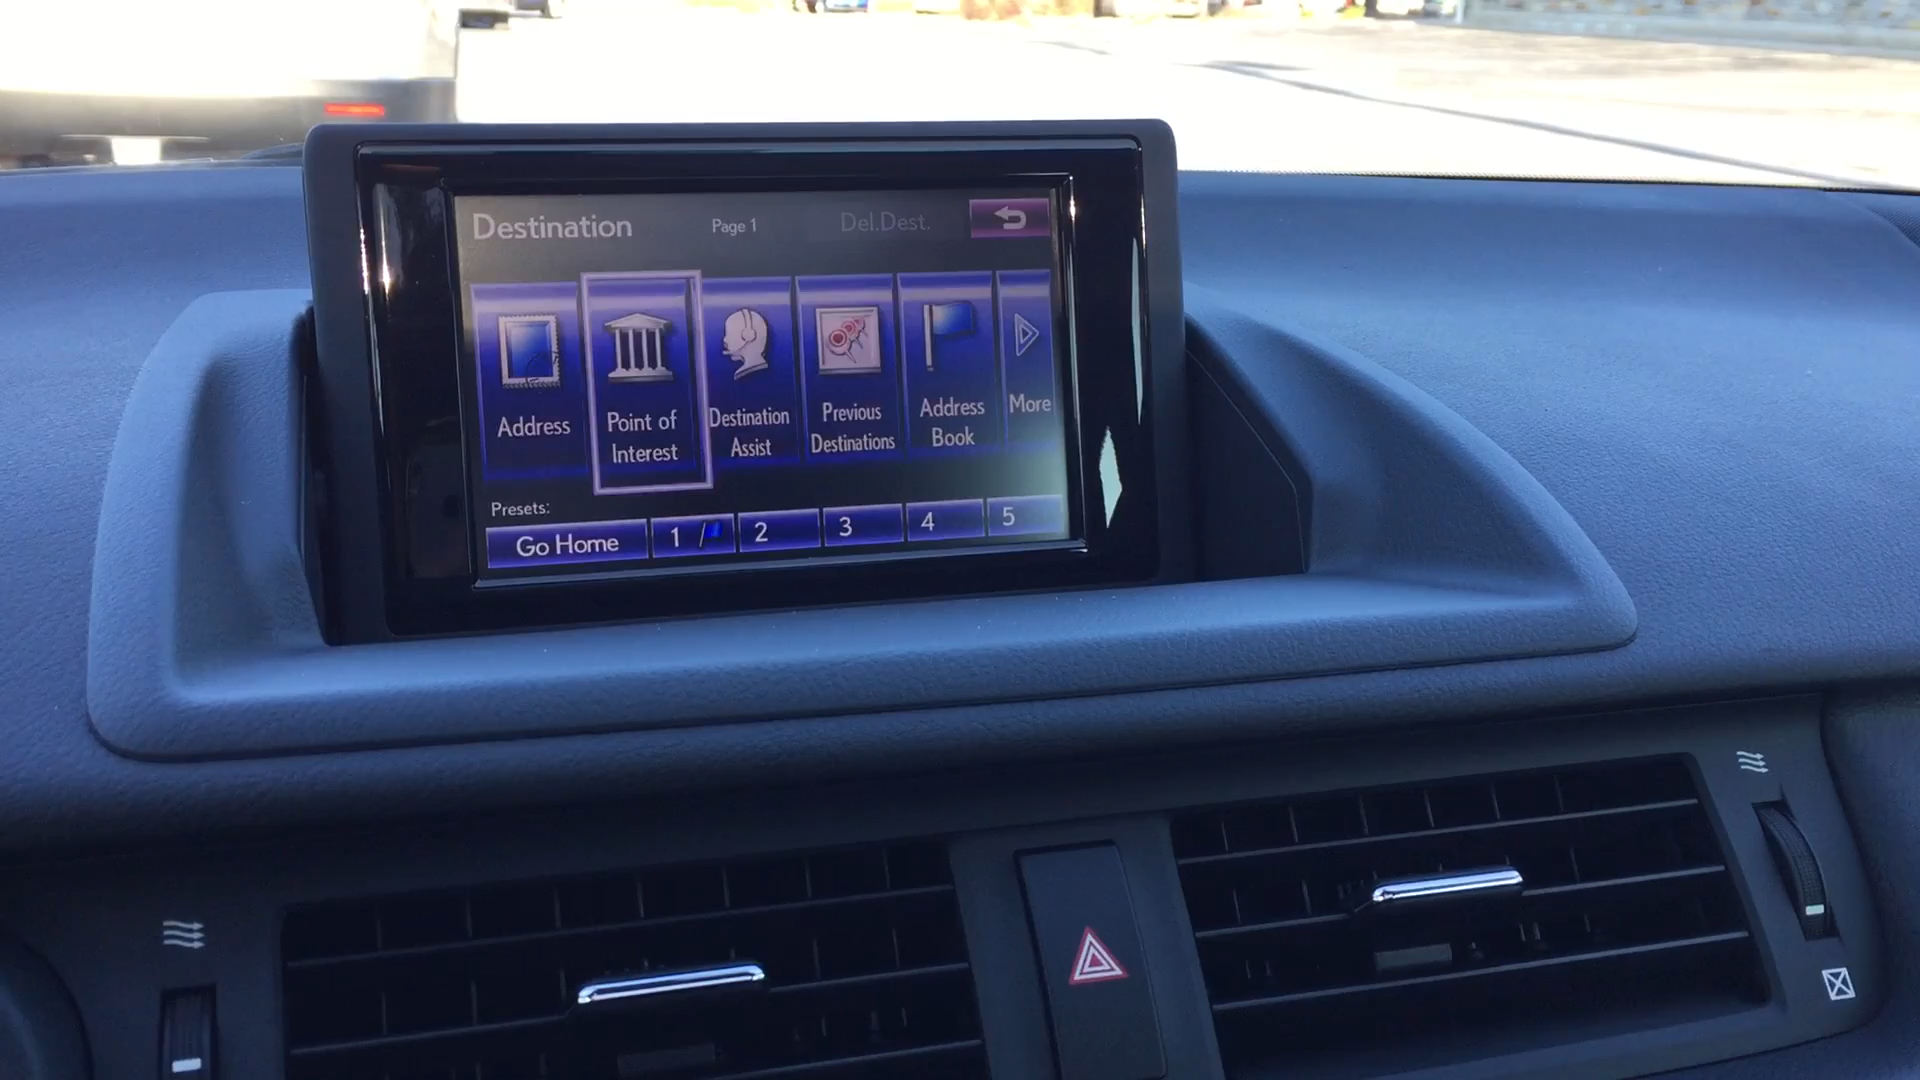 Destination
Page 1
Del.Dest.
Address
Point of
Interest
Destination
Assist
Previous
Destinations
Address
Book
More
Presets:
Go Home
1
2
3
4
5